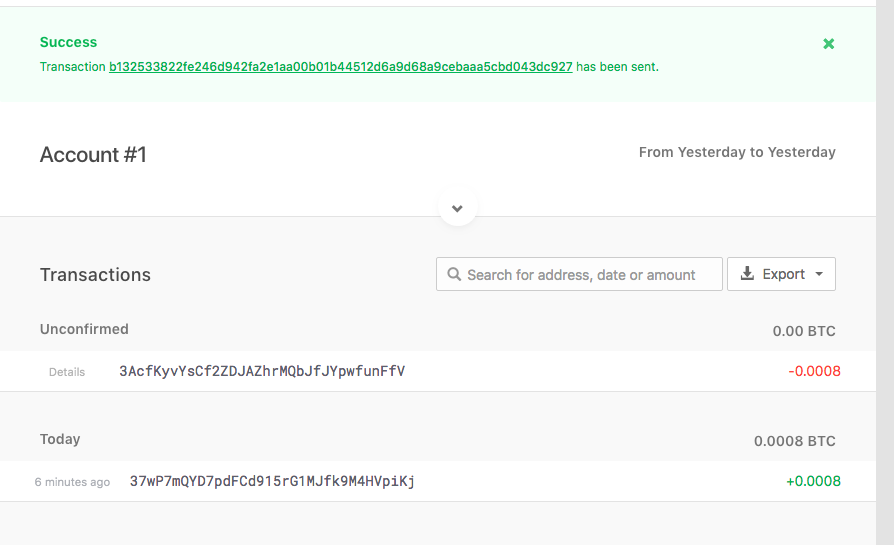 Success
Transaction b132533822fe246d942fa2e1aa00b01b44512d6a9d68a9cebaaa5cbd043dc927 has been sent.
Account #1
From Yesterday to Yesterday
Transactions
Search for address, date or amount
Export
Unconfirmed
0.00 BTC
Details 3AcfKyvYsCf2ZDJAZhrMQbJfJYpwfunFfV -0.0008
Today
0.0008 BTC
6 minutes ago 37wP7mQYD7pdFCd915rG1MJfk9M4HVpiKj +0.0008